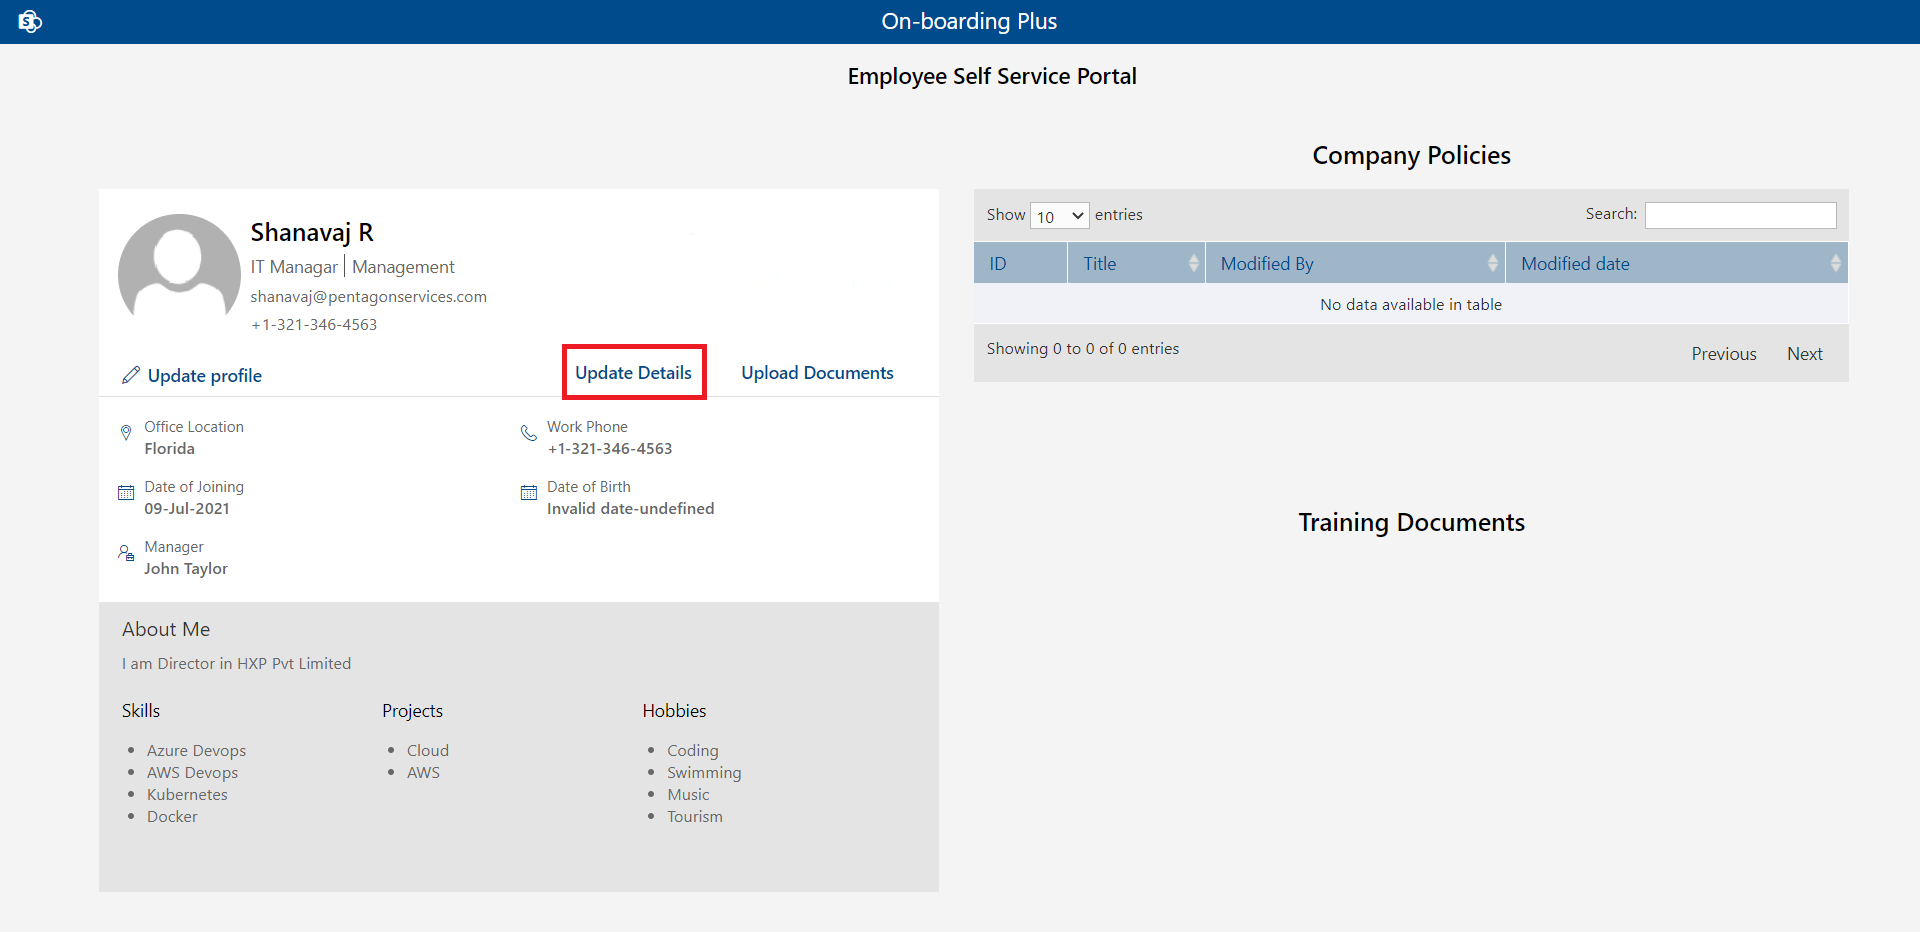 On-boarding Plus
Employee Self Service Portal
Shanavaj R
IT Managar | Management
shanavaj@pentagonservices.com
+1-321-346-4563
Update profile
Update Details
Upload Documents
Office Location
Florida
Work Phone
+1-321-346-4563
Date of Joining
09-Jul-2021
Date of Birth
Invalid date-undefined
Manager
John Taylor
About Me
I am Director in HXP Pvt Limited
Skills
Azure Devops
AWS Devops
Kubernetes
Docker
Projects
Cloud
AWS
Hobbies
Coding
Swimming
Music
Tourism
Company Policies
Show 10 entries
Search:
ID Title Modified By Modified date
No data available in table
Showing 0 to 0 of 0 entries
Previous Next
Training Documents